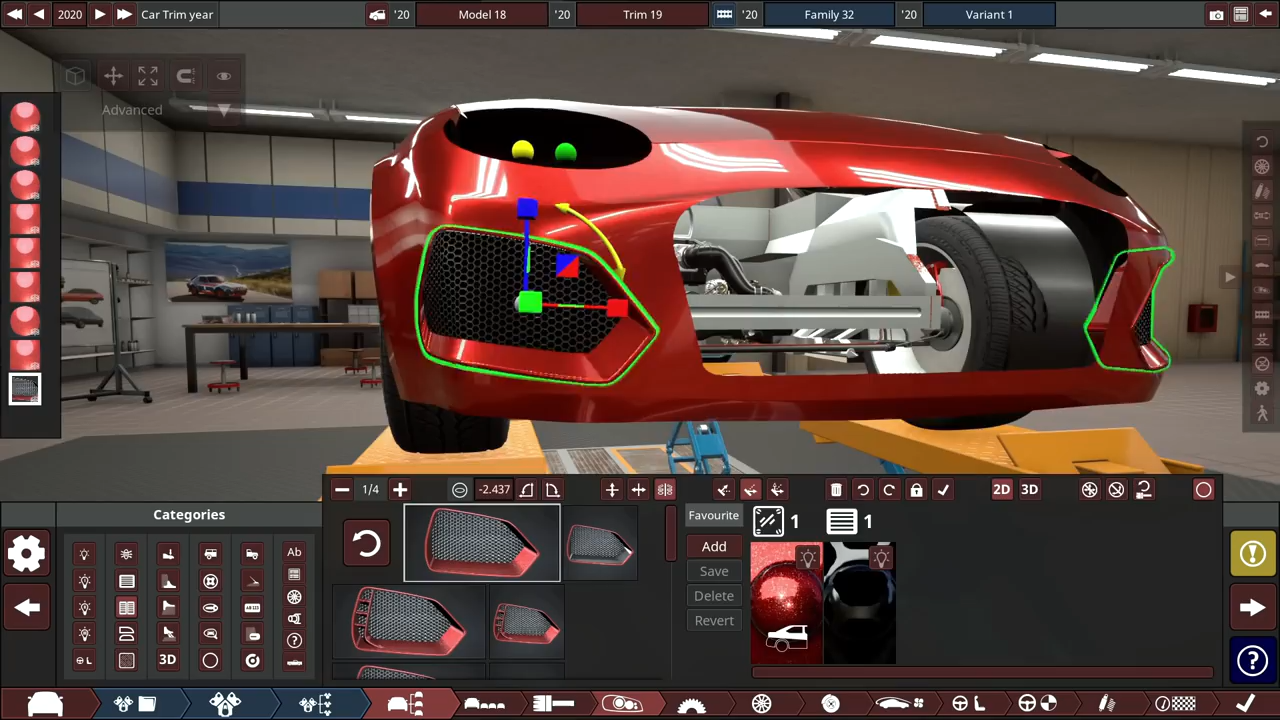 2020 Car Trim year '20 Model 18 '20 Trim 19 '20 Family 32 '20 Variant 1
Advanced
1/4 -2.437 2D 3D
Categories
Ab
L 3D
Favourite
Add
Save
Delete
Revert
1 1